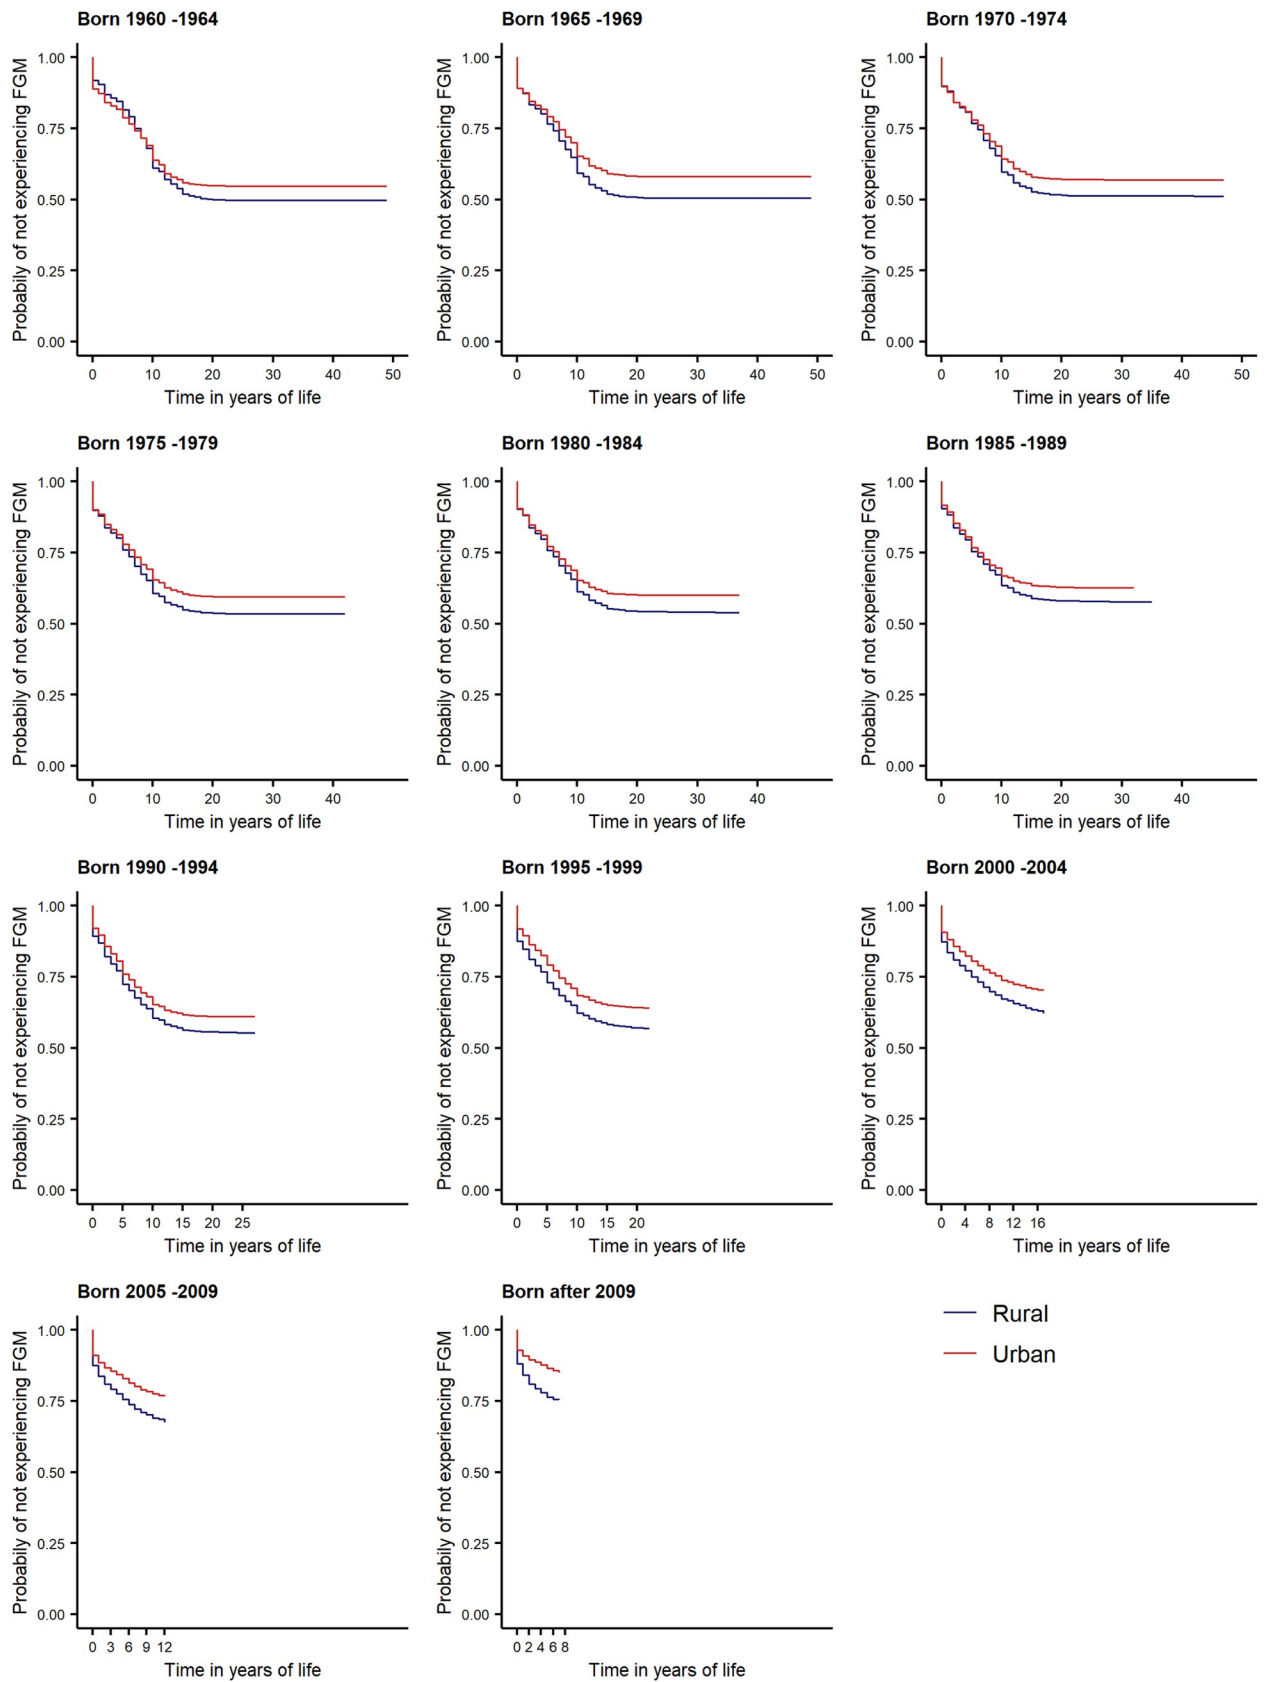 Born 1960 -1964
Probabily of not experiencing FGM
1.00
0.75
0.50
0.25
0.00
0 10 20 30 40 50
Time in years of life
Born 1965 -1969
Probabily of not experiencing FGM
1.00
0.75
0.50
0.25
0.00
0 10 20 30 40 50
Time in years of life
Born 1970 -1974
Probabily of not experiencing FGM
1.00
0.75
0.50
0.25
0.00
0 10 20 30 40 50
Time in years of life
Born 1975 -1979
Probabily of not experiencing FGM
1.00
0.75
0.50
0.25
0.00
0 10 20 30 40
Time in years of life
Born 1980 -1984
Probabily of not experiencing FGM
1.00
0.75
0.50
0.25
0.00
0 10 20 30 40
Time in years of life
Born 1985 -1989
Probabily of not experiencing FGM
1.00
0.75
0.50
0.25
0.00
0 10 20 30 40
Time in years of life
Born 1990 -1994
Probabily of not experiencing FGM
1.00
0.75
0.50
0.25
0.00
0 5 10 15 20 25
Time in years of life
Born 1995 -1999
Probabily of not experiencing FGM
1.00
0.75
0.50
0.25
0.00
0 5 10 15 20
Time in years of life
Born 2000 -2004
Probabily of not experiencing FGM
1.00
0.75
0.50
0.25
0.00
0 4 8 12 16
Time in years of life
Born 2005 -2009
Probabily of not experiencing FGM
1.00
0.75
0.50
0.25
0.00
0 3 6 9 12
Time in years of life
Born after 2009
Probabily of not experiencing FGM
1.00
0.75
0.50
0.25
0.00
0 2 4 6 8
Time in years of life
Rural
Urban